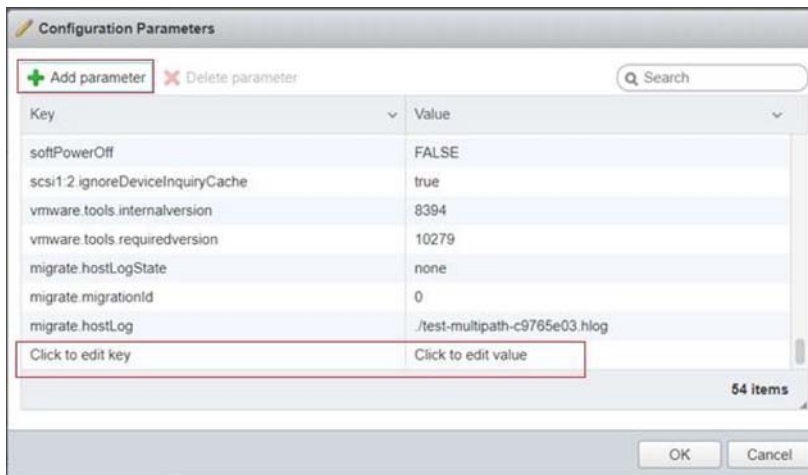 Configuration Parameters
Add parameter Delete parameter Search
Key Value
softPowerOff FALSE
scsi1:2.ignoreDeviceInquiryCache true
vmware.tools.internalversion 8394
vmware.tools.requiredversion 10279
migrate.hostLogState none
migrate.migrationId 0
migrate.hostLog ./test-multipath-c9765e03.hlog
Click to edit key Click to edit value
54 items
OK Cancel